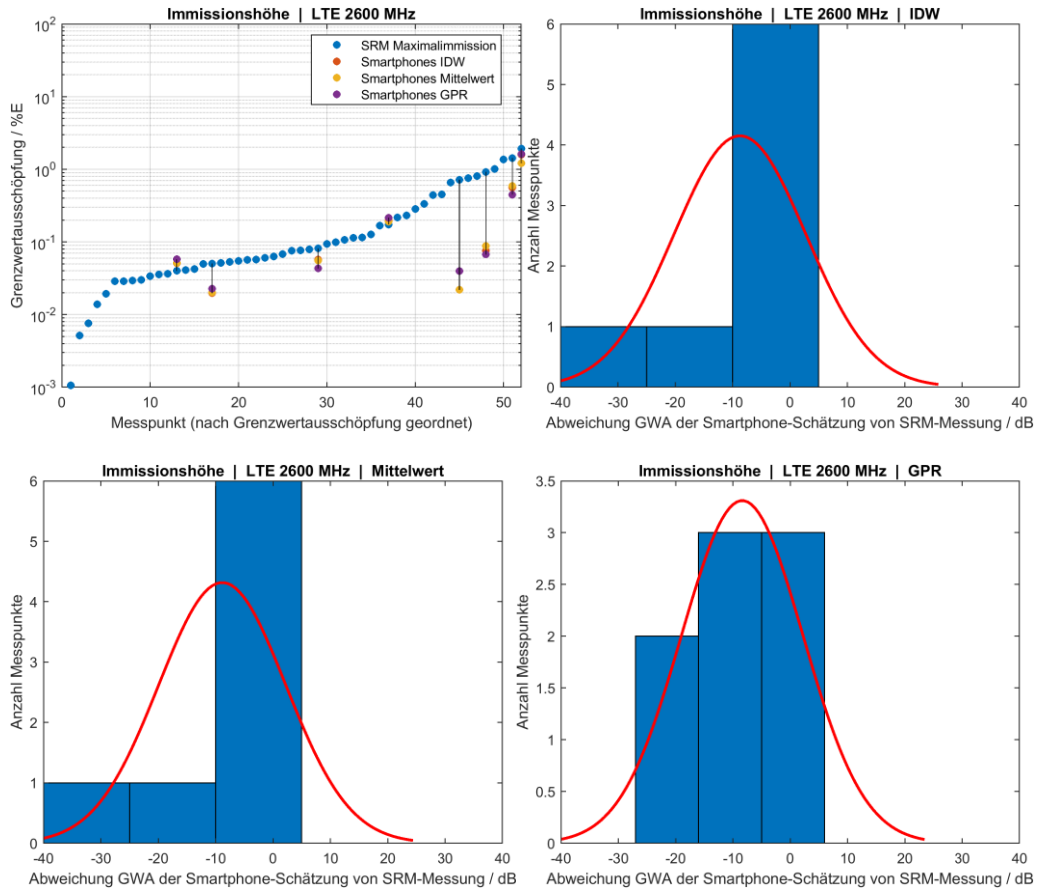 Immissionshöhe | LTE 2600 MHz
10^2
10^1
10^0
10^-1
10^-2
10^-3
Grenzwertausschöpfung / %E
SRM Maximalimmission
Smartphones IDW
Smartphones Mittelwert
Smartphones GPR
0 10 20 30 40 50
Messpunkt (nach Grenzwertausschöpfung geordnet)
Immissionshöhe | LTE 2600 MHz | IDW
6
5
4
3
2
1
0
Anzahl Messpunkte
-40 -30 -20 -10 0 10 20 30 40
Abweichung GWA der Smartphone-Schätzung von SRM-Messung / dB
Immissionshöhe | LTE 2600 MHz | Mittelwert
6
5
4
3
2
1
0
Anzahl Messpunkte
-40 -30 -20 -10 0 10 20 30 40
Abweichung GWA der Smartphone-Schätzung von SRM-Messung / dB
Immissionshöhe | LTE 2600 MHz | GPR
3.5
3
2.5
2
1.5
1
0.5
0
Anzahl Messpunkte
-40 -30 -20 -10 0 10 20 30 40
Abweichung GWA der Smartphone-Schätzung von SRM-Messung / dB